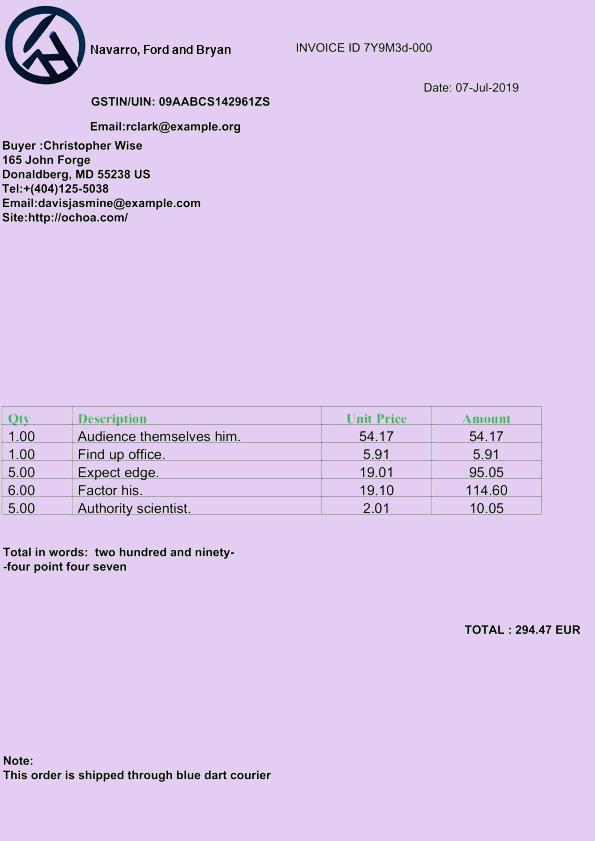 Navarro, Ford and Bryan
INVOICE ID 7Y9M3d-000
Date: 07-Jul-2019
GSTIN/UIN: 09AABCS142961ZS
Email:rclark@example.org
Buyer :Christopher Wise
165 John Forge
Donaldberg, MD 55238 US
Tel:+(404)125-5038
Email:davisjasmine@example.com
Site:http://ochoa.com/
Qty Description Unit Price Amount
1.00 Audience themselves him. 54.17 54.17
1.00 Find up office. 5.91 5.91
5.00 Expect edge. 19.01 95.05
6.00 Factor his. 19.10 114.60
5.00 Authority scientist. 2.01 10.05
Total in words:  two hundred and ninety-
-four point four seven
TOTAL : 294.47 EUR
Note:
This order is shipped through blue dart courier